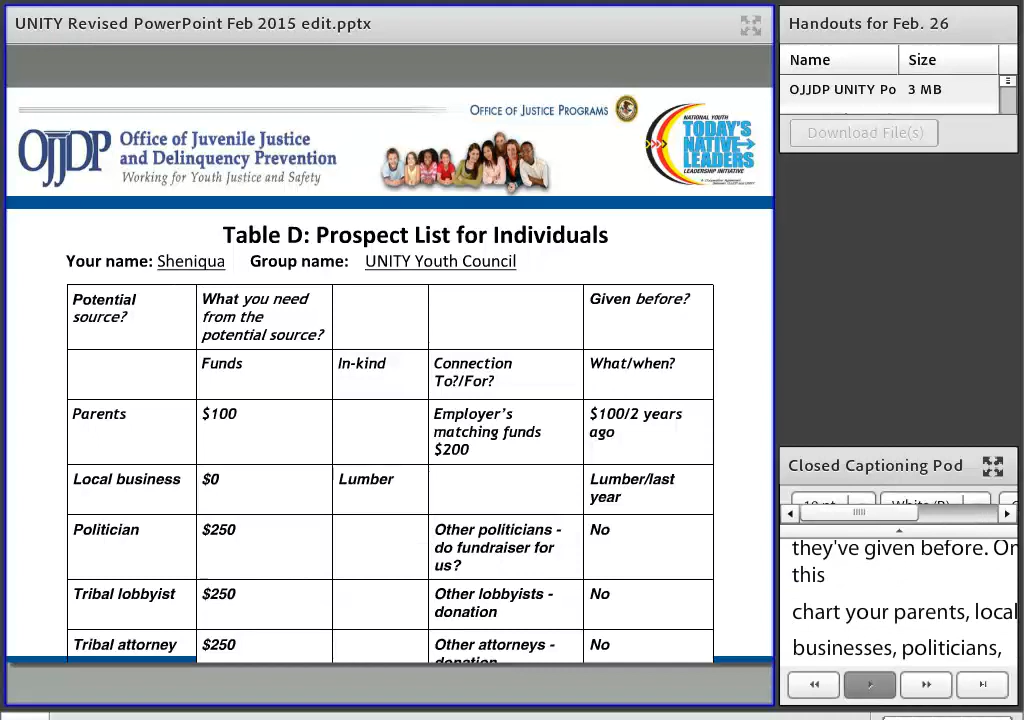 UNITY Revised PowerPoint Feb 2015 edit.pptx
Handouts for Feb. 26
Name Size
OJJDP UNITY Po 3 MB
Download File(s)
OFFICE OF JUSTICE PROGRAMS
OJJDP
Office of Juvenile Justice
and Delinquency Prevention
Working for Youth Justice and Safety
NATIONAL YOUTH
TODAY'S
NATIVE
LEADERS
LEADERSHIP INITIATIVE
Table D: Prospect List for Individuals
Your name: Sheniqua Group name: UNITY Youth Council
Potential
source?
What you need
from the
potential source?
Given before?
Funds
In-kind
Connection
To?/For?
What/when?
Parents
$100
Employer's
matching funds
$200
$100/2 years
ago
Local business
$0
Lumber
Lumber/last
year
Politician
$250
Other politicians -
do fundraiser for
us?
No
Tribal lobbyist
$250
Other lobbyists -
donation
No
Tribal attorney
$250
Other attorneys -
donation
No
Closed Captioning Pod
they've given before. On
this
chart your parents, local
businesses, politicians,